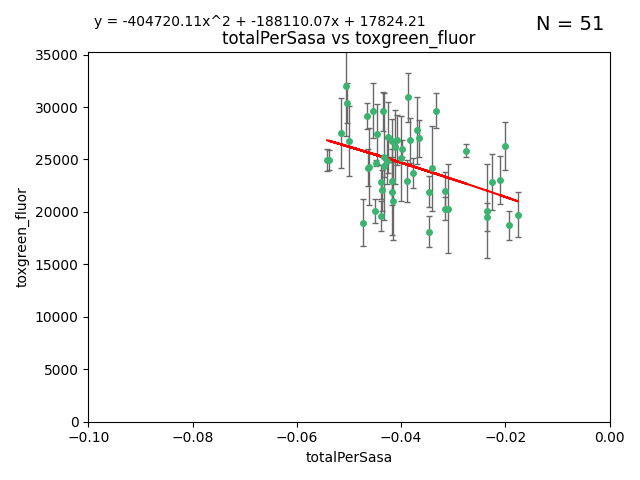 y = -404720.11x^2 + -188110.07x + 17824.21
N = 51
totalPerSasa vs toxgreen_fluor
35000
30000
25000
20000
15000
10000
5000
0
toxgreen_fluor
−0.10
−0.08
−0.06
−0.04
−0.02
0.00
totalPerSasa